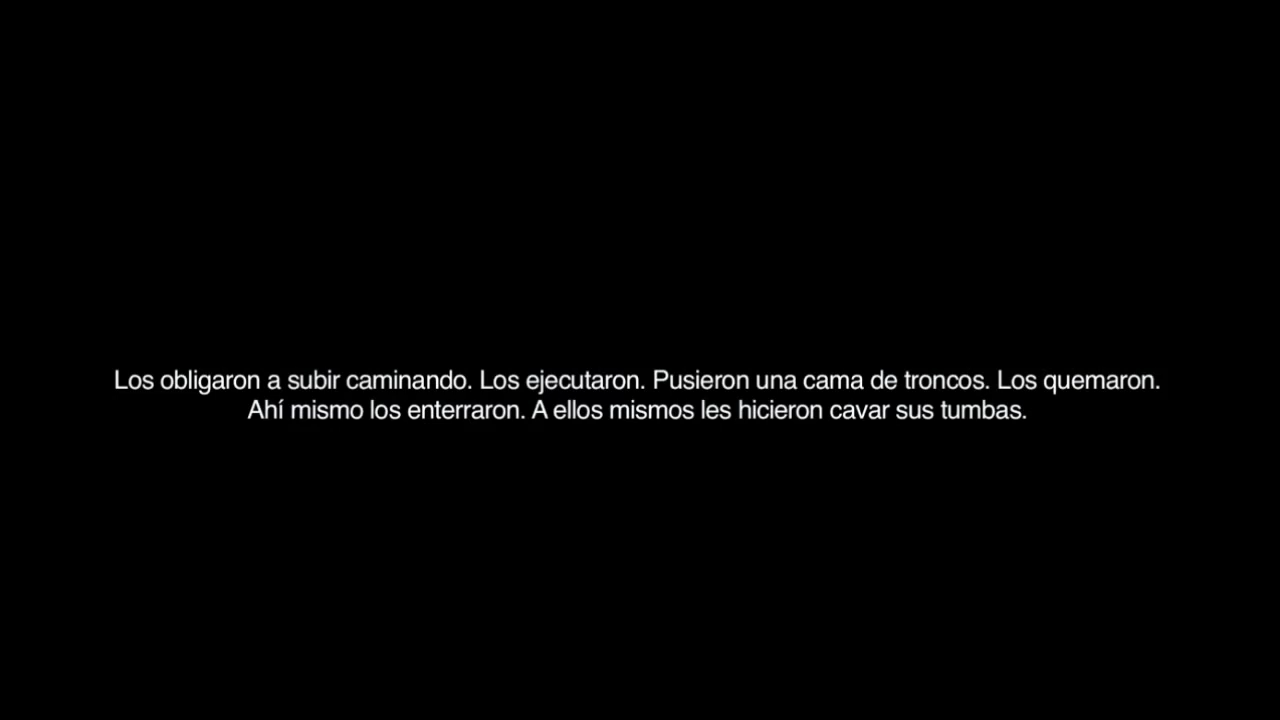 Los obligaron a subir caminando. Los ejecutaron. Pusieron una cama de troncos. Los quemaron.
Ahí mismo los enterraron. A ellos mismos les hicieron cavar sus tumbas.